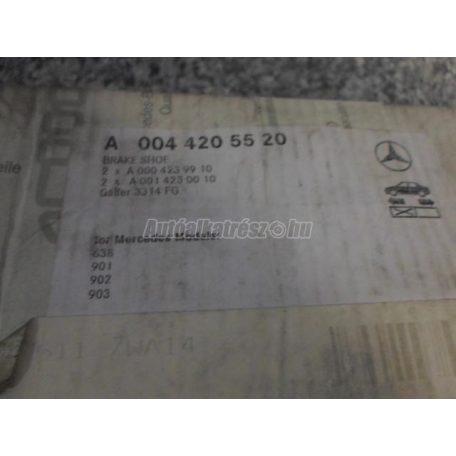 A 004 420 55 20
BRAKE SHOE
2 x A 000 423 99 10
2 x A 001 423 00 10
Galfer 3314 FG
Autóalkatrész.hu
for Mercedes Models:
638
901
902
903
eile